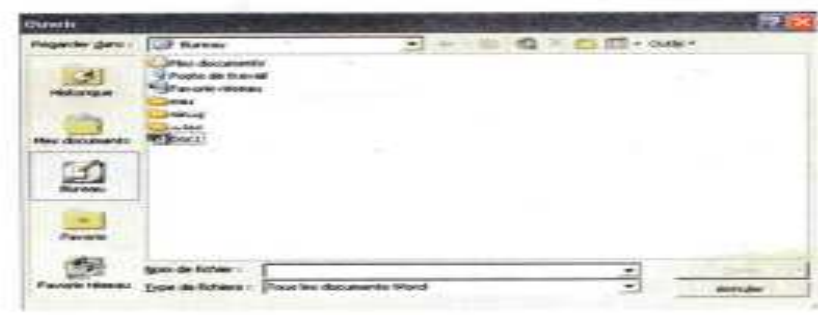 Ouvrir
Regarder dans : Bureau Outils
Historique
Mes documents
Bureau
Favoris
Favoris réseau
Mes documents
Poste de travail
Favoris réseau
Doc1
Nom de fichier :
Type de fichiers : Tous les documents Word
Annuler